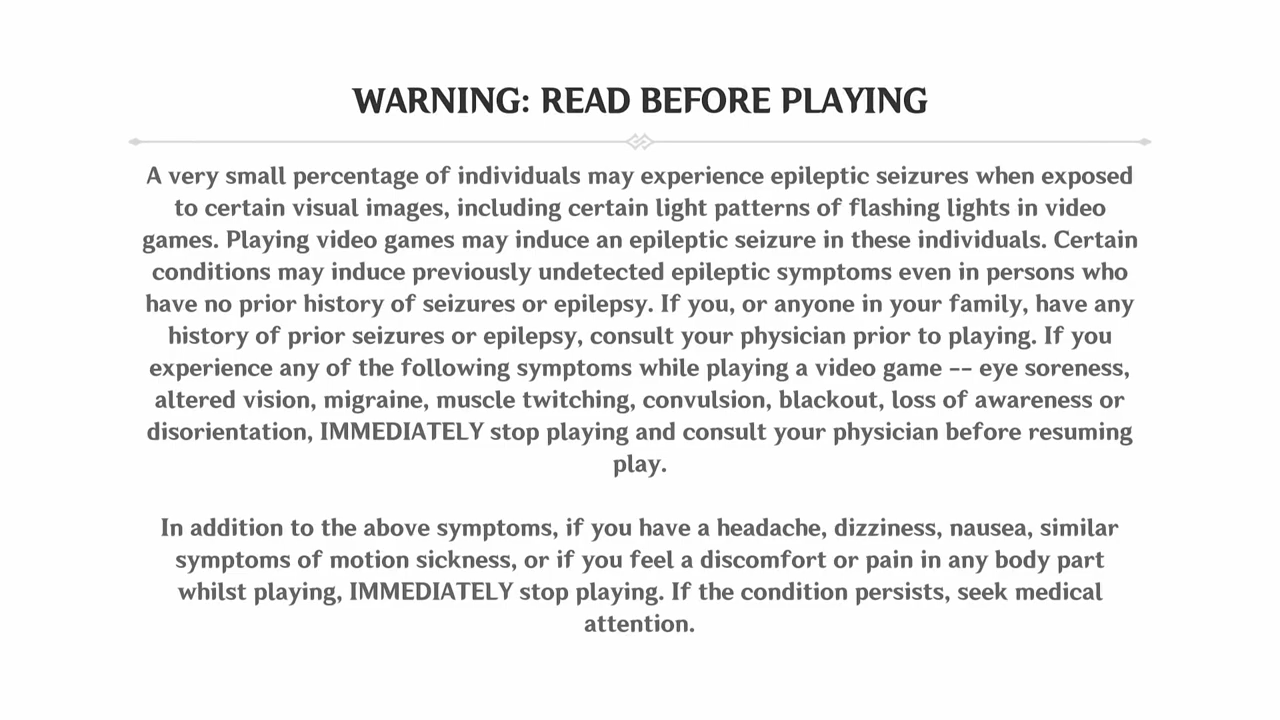 WARNING: READ BEFORE PLAYING
A very small percentage of individuals may experience epileptic seizures when exposed
to certain visual images, including certain light patterns of flashing lights in video
games. Playing video games may induce an epileptic seizure in these individuals. Certain
conditions may induce previously undetected epileptic symptoms even in persons who
have no prior history of seizures or epilepsy. If you, or anyone in your family, have any
history of prior seizures or epilepsy, consult your physician prior to playing. If you
experience any of the following symptoms while playing a video game -- eye soreness,
altered vision, migraine, muscle twitching, convulsion, blackout, loss of awareness or
disorientation, IMMEDIATELY stop playing and consult your physician before resuming
play.
In addition to the above symptoms, if you have a headache, dizziness, nausea, similar
symptoms of motion sickness, or if you feel a discomfort or pain in any body part
whilst playing, IMMEDIATELY stop playing. If the condition persists, seek medical
attention.